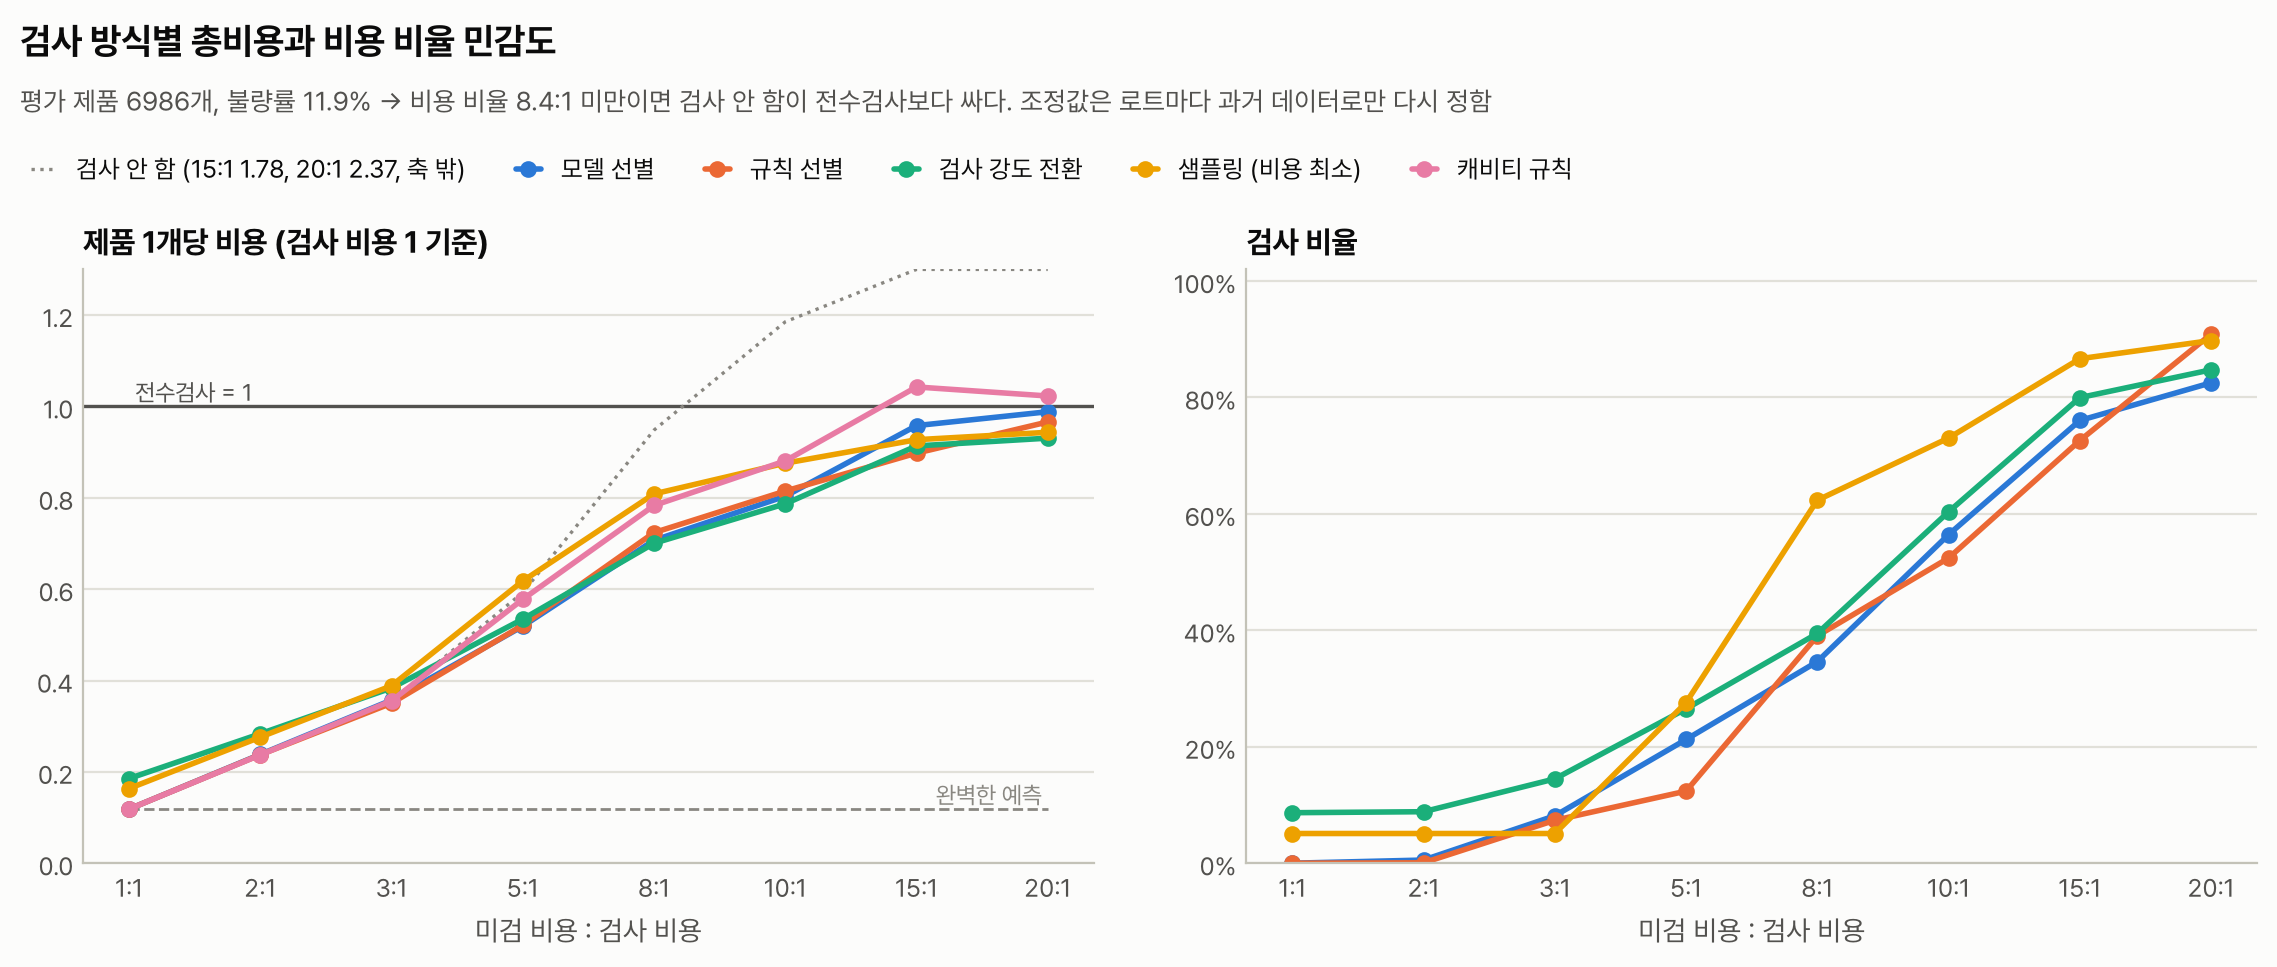 검사 방식별 총비용과 비용 비율 민감도
평가 제품 6986개, 불량률 11.9% → 비용 비율 8.4:1 미만이면 검사 안 함이 전수검사보다 싸다. 조정값은 로트마다 과거 데이터로만 다시 정함
검사 안 함 (15:1 1.78, 20:1 2.37, 축 밖) 모델 선별 규칙 선별 검사 강도 전환 샘플링 (비용 최소) 캐비티 규칙
제품 1개당 비용 (검사 비용 1 기준)
1.2
전수검사 = 1
1.0
0.8
0.6
0.4
0.2
완벽한 예측
0.0
1:1 2:1 3:1 5:1 8:1 10:1 15:1 20:1
미검 비용 : 검사 비용
검사 비율
100%
80%
60%
40%
20%
0%
1:1 2:1 3:1 5:1 8:1 10:1 15:1 20:1
미검 비용 : 검사 비용